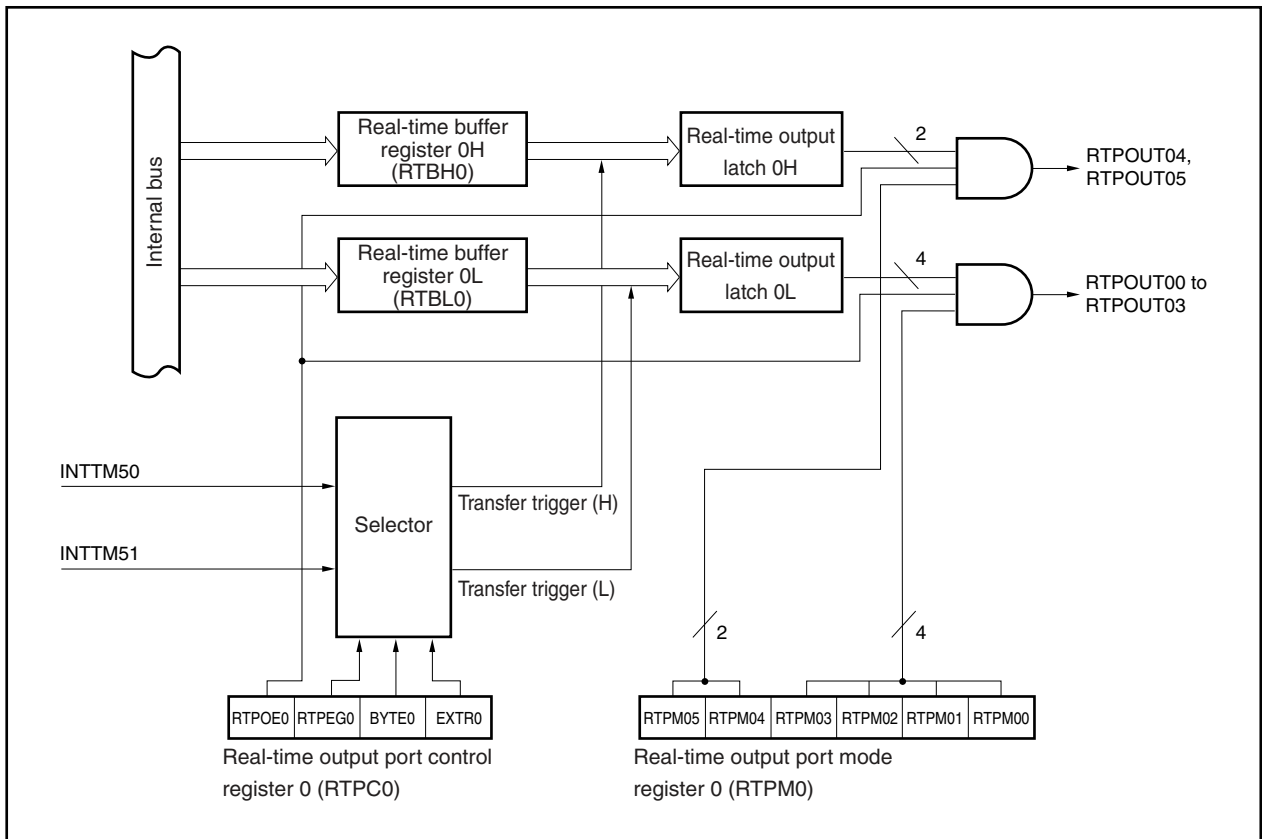 Internal bus
Real-time buffer
register 0H
(RTBH0)
Real-time output
latch 0H
2
RTPOUT04,
RTPOUT05
Real-time buffer
register 0L
(RTBL0)
Real-time output
latch 0L
4
RTPOUT00 to
RTPOUT03
INTTM50
INTTM51
Selector
Transfer trigger (H)
Transfer trigger (L)
2
4
RTPOE0 RTPEG0 BYTE0 EXTR0
Real-time output port control
register 0 (RTPC0)
RTPM05 RTPM04 RTPM03 RTPM02 RTPM01 RTPM00
Real-time output port mode
register 0 (RTPM0)